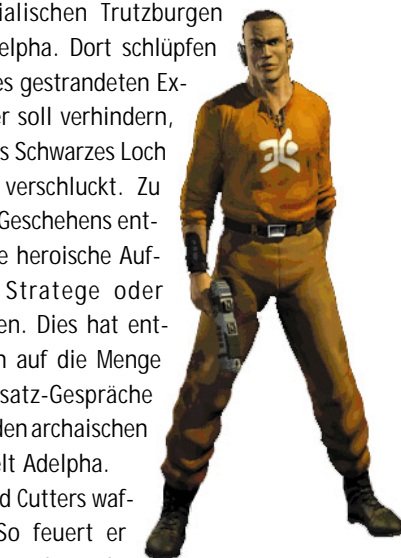 ialischen Trutzburgen
elpha. Dort schlüpfen
es gestrandeten Ex-
er soll verhindern,
s Schwarzes Loch
verschluckt. Zu
Geschehens ent-
e heroische Auf-
Stratege oder
en. Dies hat ent-
n auf die Menge
satz-Gespräche
den archaischen
elt Adelpha.
d Cutters waf-
So feuert er